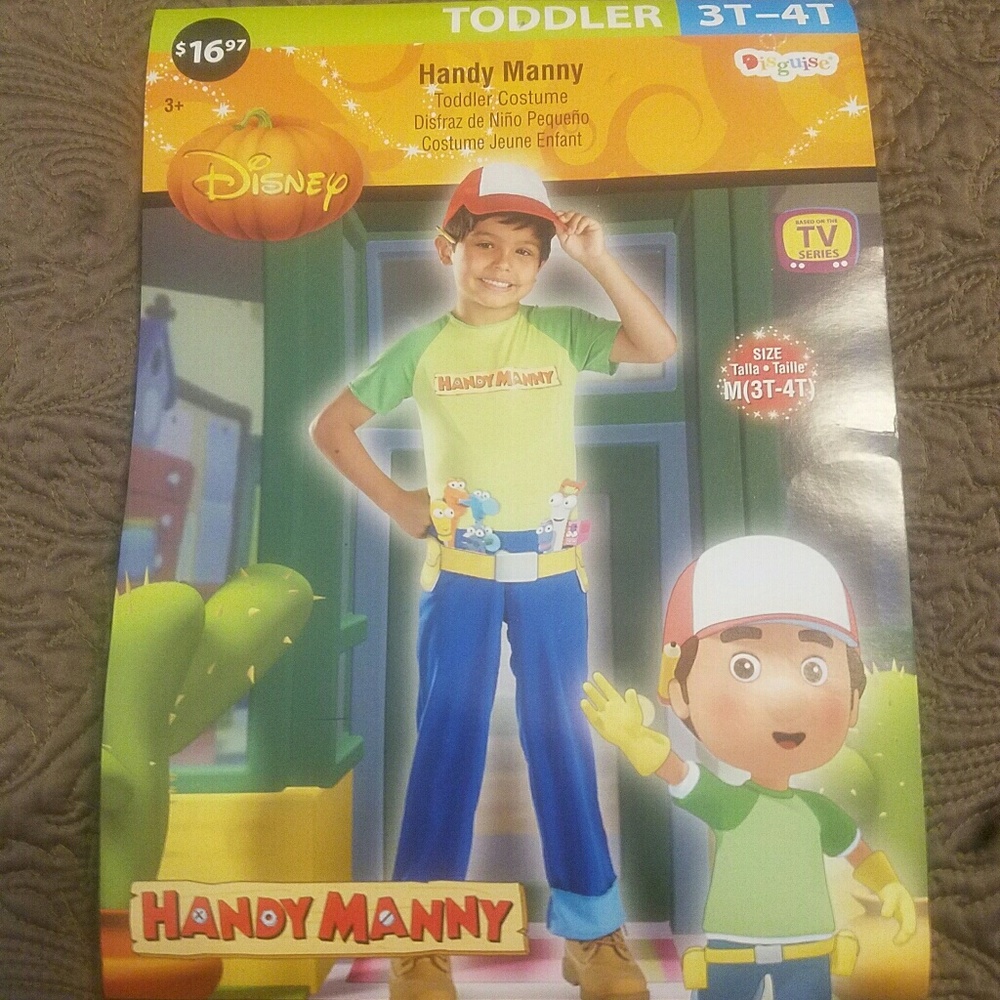 TODDLER 3T–4T
$16.97
Disguise®
Handy Manny
Toddler Costume
Disfraz de Niño Pequeño
Costume Jeune Enfant
3+
DISNEY
BASED ON THE
TV
SERIES
SIZE
Talla • Taille
M(3T-4T)
HANDY MANNY
HANDY MANNY